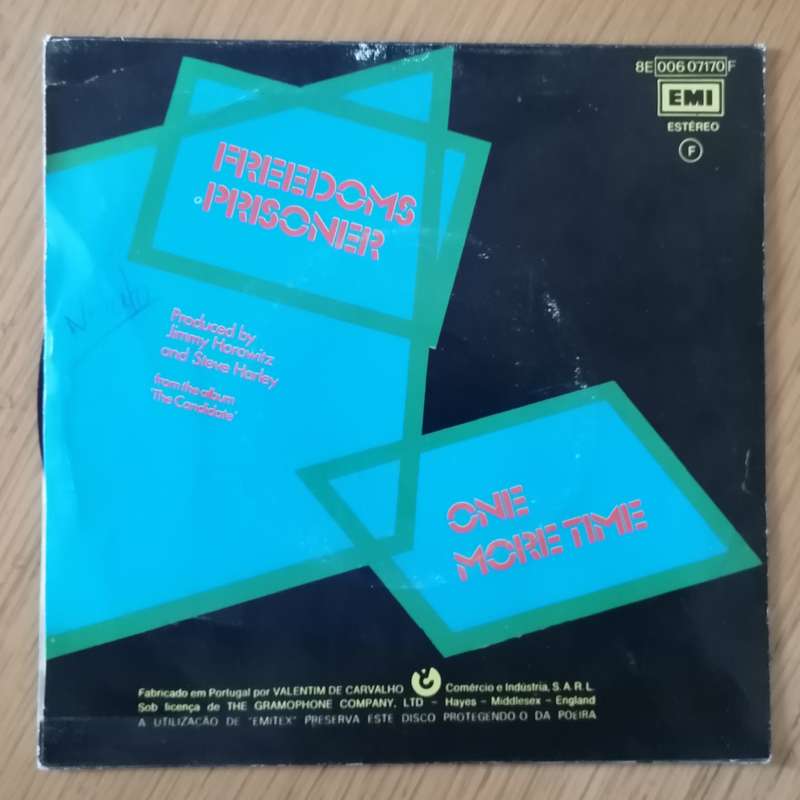 8E 006 07170 F
EMI
ESTÉREO
F
FREEDOMS
PRISONER
Produced by
Jimmy Horowitz
and Steve Harley
from the album
'The Candidate'
ONE
MORE TIME
Fabricado em Portugal por VALENTIM DE CARVALHO Comércio e Indústria, S.A.R.L.
Sob licença de THE GRAMOPHONE COMPANY, LTD – Hayes – Middlesex – England
A UTILIZAÇÃO DE "EMITEX" PRESERVA ESTE DISCO PROTEGENDO O DA POEIRA